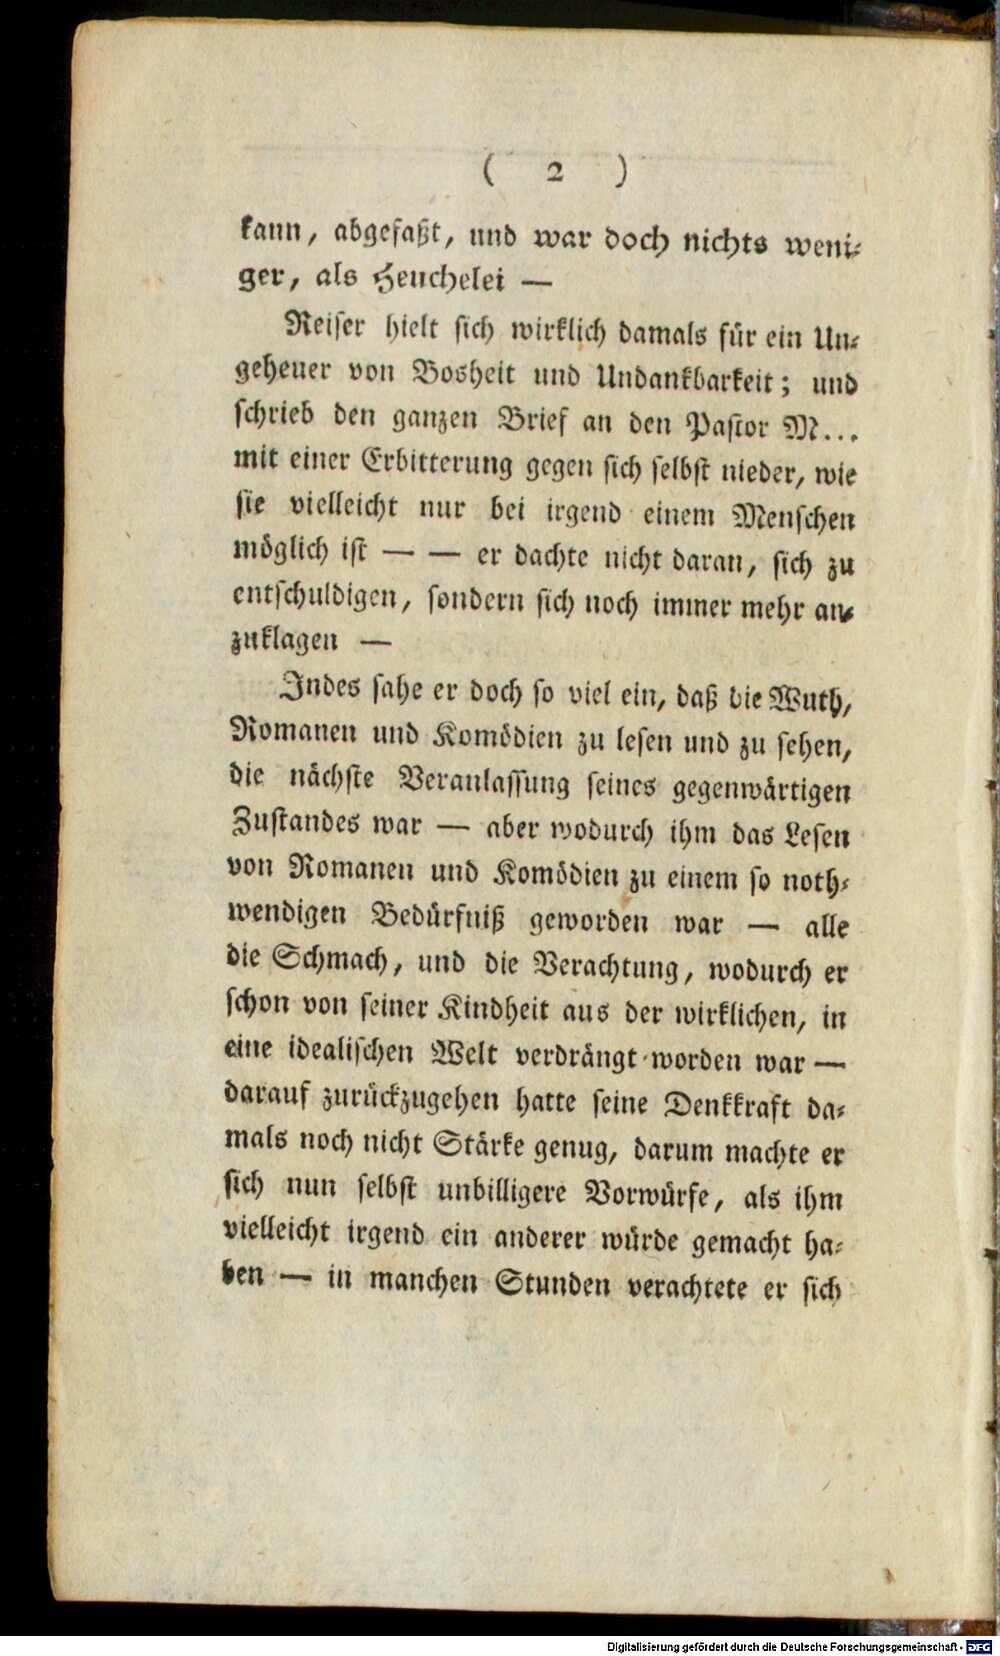 ( 2 )
kann, abgefaßt, und war doch nichts weni-
ger, als Heuchelei —
Reiser hielt sich wirklich damals für ein Un-
geheuer von Bosheit und Undankbarkeit; und
schrieb den ganzen Brief an den Pastor M...
mit einer Erbitterung gegen sich selbst nieder, wie
sie vielleicht nur bei irgend einem Menschen
möglich ist — — er dachte nicht daran, sich zu
entschuldigen, sondern sich noch immer mehr an-
zuklagen —
Indes sahe er doch so viel ein, daß die Wuth,
Romanen und Komödien zu lesen und zu sehen,
die nächste Veranlassung seines gegenwärtigen
Zustandes war — aber wodurch ihm das Lesen
von Romanen und Komödien zu einem so noth-
wendigen Bedürfniß geworden war — alle
die Schmach, und die Verachtung, wodurch er
schon von seiner Kindheit aus der wirklichen, in
eine idealischen Welt verdrängt worden war —
darauf zurückzugehen hatte seine Denkkraft da-
mals noch nicht Stärke genug, darum machte er
sich nun selbst unbilligere Vorwürfe, als ihm
vielleicht irgend ein anderer würde gemacht ha-
ben — in manchen Stunden verachtete er sich
Digitalisierung gefördert durch die Deutsche Forschungsgemeinschaft - DFG